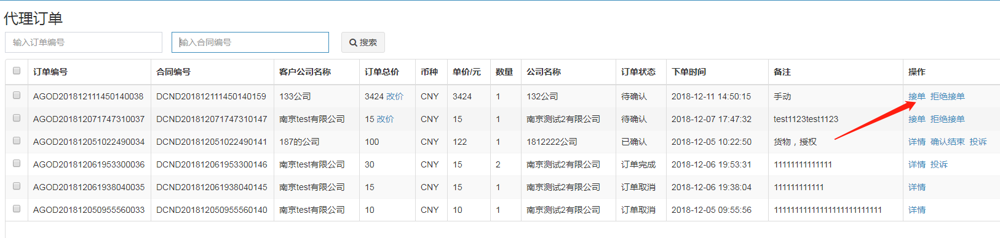 代理订单
输入订单编号 输入合同编号 搜索
订单编号 合同编号 客户公司名称 订单总价 币种 单价/元 数量 公司名称 订单状态 下单时间 备注 操作
AGOD201812111450140038 DCND201812111450140159 133公司 3424 改价 CNY 3424 1 132公司 待确认 2018-12-11 14:50:15 手动 接单 拒绝接单
AGOD201812071747310037 DCND201812071747310147 南京test有限公司 15 改价 CNY 15 1 南京测试2有限公司 待确认 2018-12-07 17:47:32 test1123test1123 接单 拒绝接单
AGOD201812051022490034 DCND201812051022490141 187的公司 100 CNY 122 1 1812222公司 已确认 2018-12-05 10:22:50 货物，授权 详情 确认结束 投诉
AGOD201812061953300036 DCND201812061953300146 南京test有限公司 30 CNY 15 2 南京测试2有限公司 订单完成 2018-12-06 19:53:31 11111111111111 详情 投诉
AGOD201812061938040035 DCND201812061938040145 南京test有限公司 15 CNY 15 1 南京测试2有限公司 订单取消 2018-12-06 19:38:04 111111111111 详情
AGOD201812050955560033 DCND201812050955560140 南京test有限公司 10 CNY 10 1 南京测试2有限公司 订单取消 2018-12-05 09:55:56 11111111111111111111111111 详情